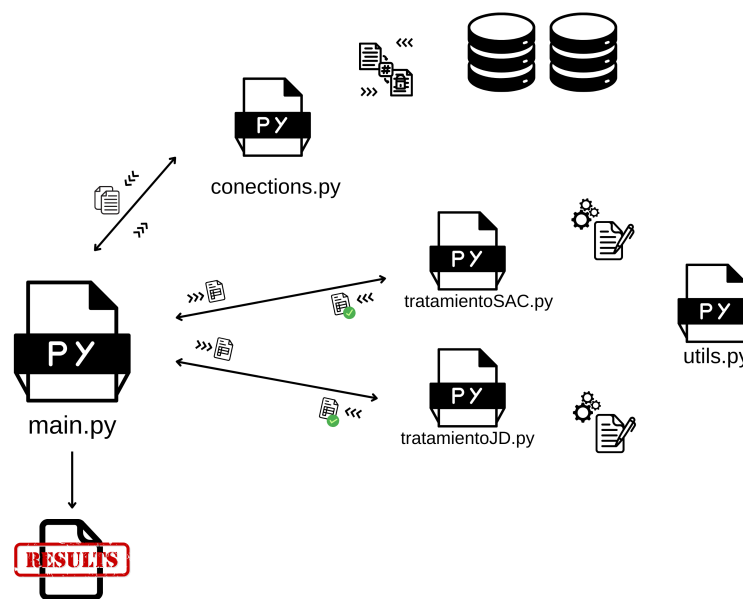 PY
conections.py
PY
tratamientoSAC.py
PY
utils.py
PY
main.py
PY
tratamientoJD.py
RESULTS